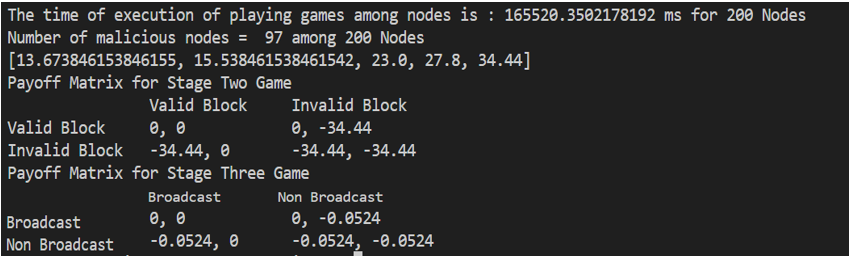 The time of execution of playing games among nodes is : 165520.3502178192 ms for 200 Nodes
Number of malicious nodes =  97 among 200 Nodes
[13.673846153846155, 15.538461538461542, 23.0, 27.8, 34.44]
Payoff Matrix for Stage Two Game
Valid Block Invalid Block
Valid Block 0, 0 0, -34.44
Invalid Block -34.44, 0 -34.44, -34.44
Payoff Matrix for Stage Three Game
Broadcast Non Broadcast
Broadcast 0, 0 0, -0.0524
Non Broadcast -0.0524, 0 -0.0524, -0.0524